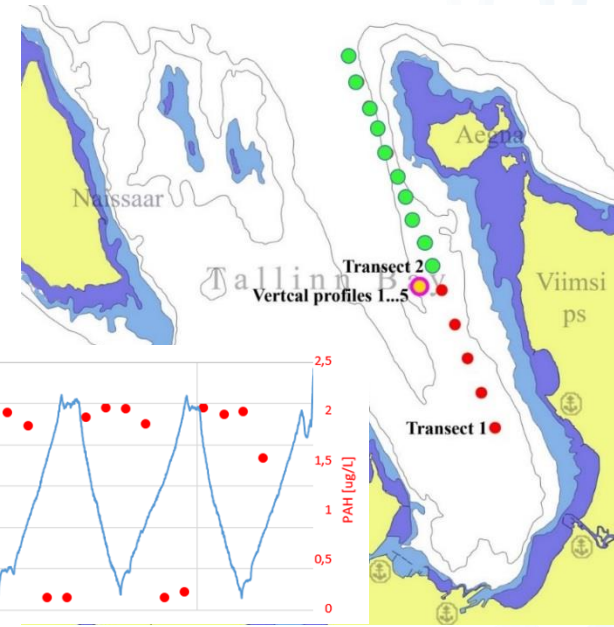 Aegna
Naissaar
Transect 2
Tallinn Bay
Viimsi
ps
Vertcal profiles 1...5
Transect 1
2,5
2
1,5
1
0,5
0
PAH [ug/L]